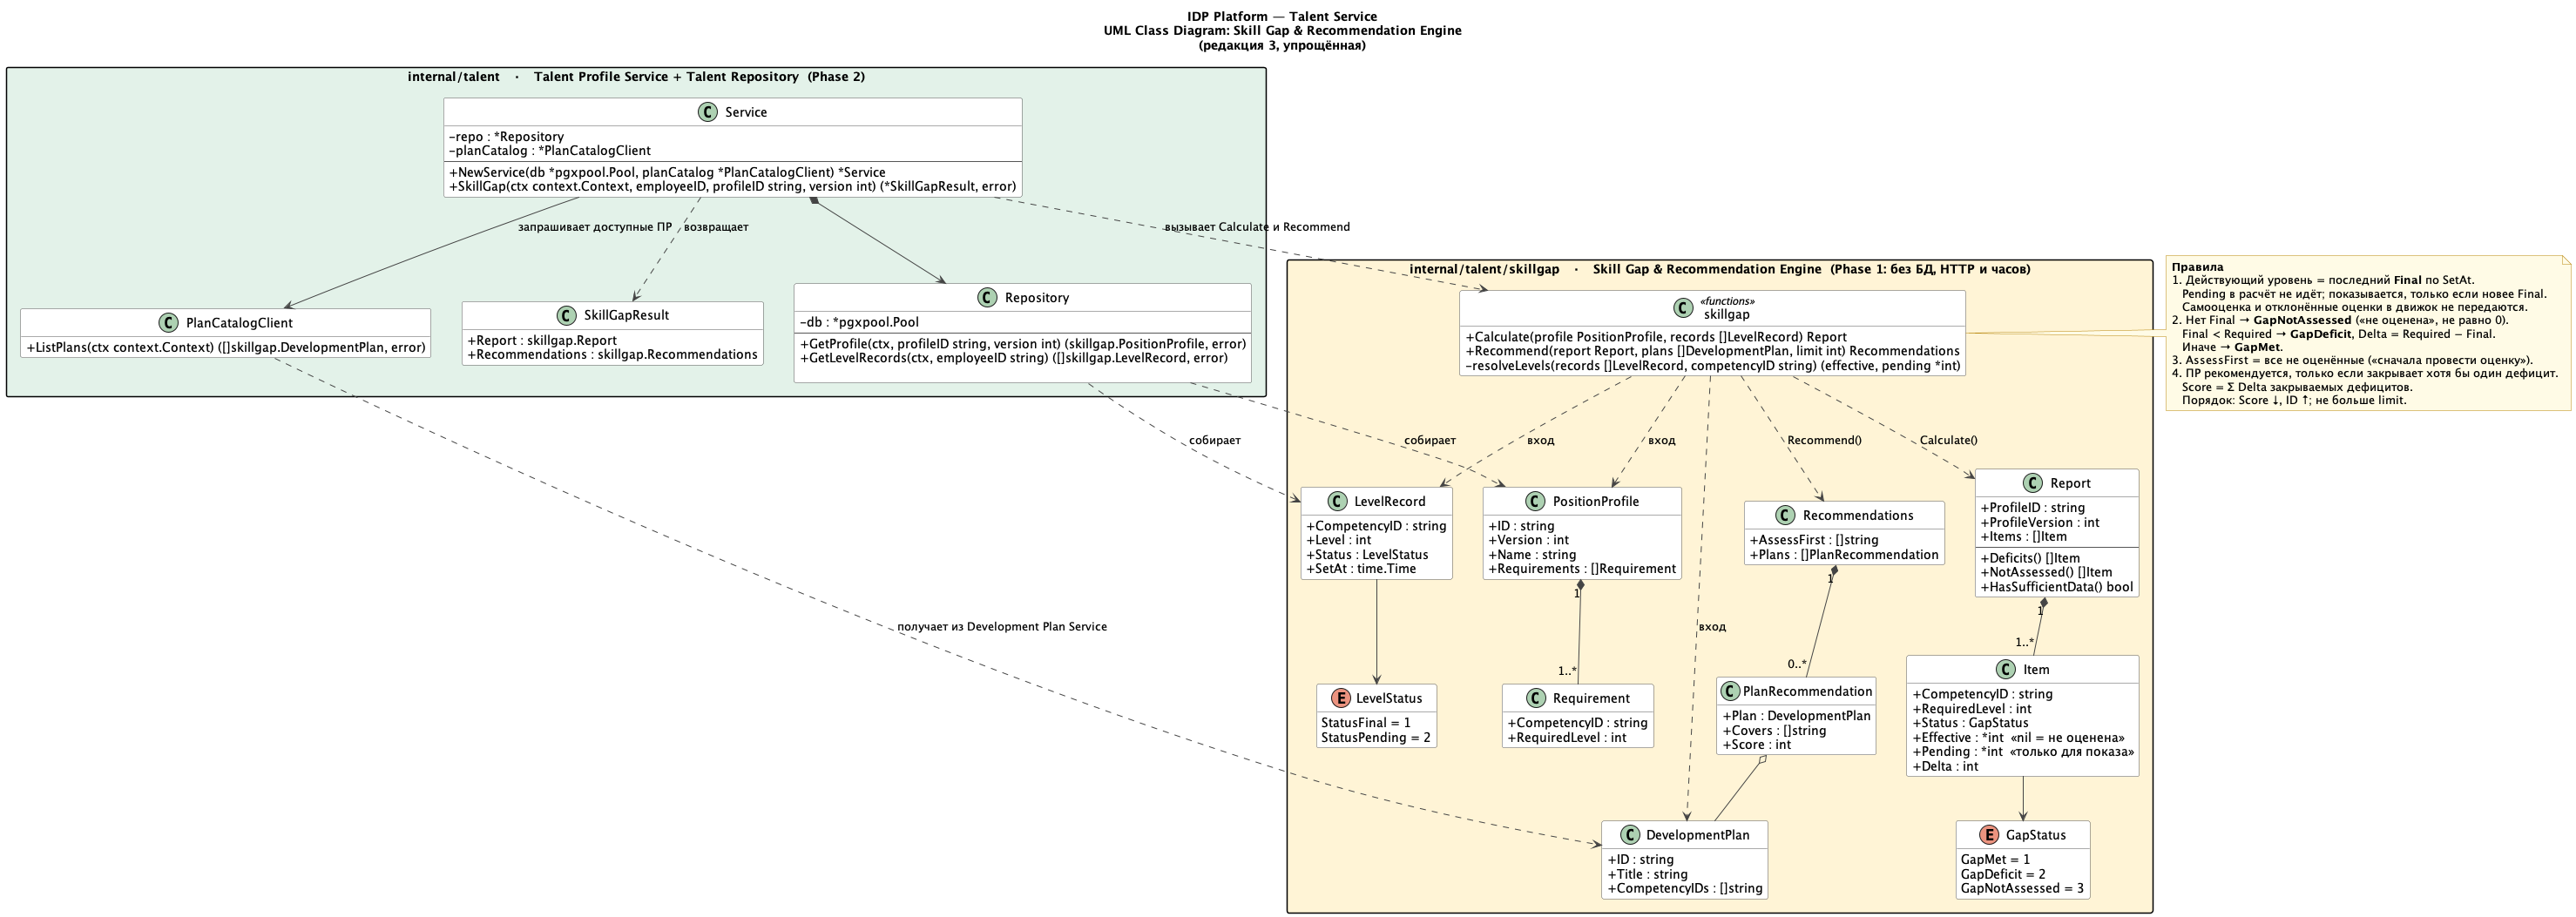 IDP Platform — Talent Service
UML Class Diagram: Skill Gap & Recommendation Engine
(редакция 3, упрощённая)
internal/talent · Talent Profile Service + Talent Repository (Phase 2)
C Service
−repo : *Repository
−planCatalog : *PlanCatalogClient
+NewService(db *pgxpool.Pool, planCatalog *PlanCatalogClient) *Service
+SkillGap(ctx context.Context, employeeID, profileID string, version int) (*SkillGapResult, error)
запрашивает доступные ПР
возвращает
вызывает Calculate и Recommend
C PlanCatalogClient
+ListPlans(ctx context.Context) ([]skillgap.DevelopmentPlan, error)
C SkillGapResult
+Report : skillgap.Report
+Recommendations : skillgap.Recommendations
C Repository
−db : *pgxpool.Pool
+GetProfile(ctx, profileID string, version int) (skillgap.PositionProfile, error)
+GetLevelRecords(ctx, employeeID string) ([]skillgap.LevelRecord, error)
internal/talent/skillgap · Skill Gap & Recommendation Engine (Phase 1: без БД, HTTP и часов)
«functions»
C skillgap
+Calculate(profile PositionProfile, records []LevelRecord) Report
+Recommend(report Report, plans []DevelopmentPlan, limit int) Recommendations
−resolveLevels(records []LevelRecord, competencyID string) (effective, pending *int)
Правила
1. Действующий уровень = последний Final по SetAt.
Pending в расчёт не идёт; показывается, только если новее Final.
Самооценка и отклонённые оценки в движок не передаются.
2. Нет Final → GapNotAssessed («не оценена», не равно 0).
Final < Required → GapDeficit, Delta = Required − Final.
Иначе → GapMet.
3. AssessFirst = все не оценённые («сначала провести оценку»).
4. ПР рекомендуется, только если закрывает хотя бы один дефицит.
Score = Σ Delta закрываемых дефицитов.
Порядок: Score ↓, ID ↑; не больше limit.
собирает
собирает
вход
вход
Recommend()
Calculate()
C LevelRecord
+CompetencyID : string
+Level : int
+Status : LevelStatus
+SetAt : time.Time
C PositionProfile
+ID : string
+Version : int
+Name : string
+Requirements : []Requirement
C Recommendations
+AssessFirst : []string
+Plans : []PlanRecommendation
C Report
+ProfileID : string
+ProfileVersion : int
+Items : []Item
+Deficits() []Item
+NotAssessed() []Item
+HasSufficientData() bool
1
1
1
получает из Development Plan Service
вход
1..*
0..*
1..*
E LevelStatus
StatusFinal = 1
StatusPending = 2
C Requirement
+CompetencyID : string
+RequiredLevel : int
C PlanRecommendation
+Plan : DevelopmentPlan
+Covers : []string
+Score : int
C Item
+CompetencyID : string
+RequiredLevel : int
+Status : GapStatus
+Effective : *int «nil = не оценена»
+Pending : *int «только для показа»
+Delta : int
C DevelopmentPlan
+ID : string
+Title : string
+CompetencyIDs : []string
E GapStatus
GapMet = 1
GapDeficit = 2
GapNotAssessed = 3